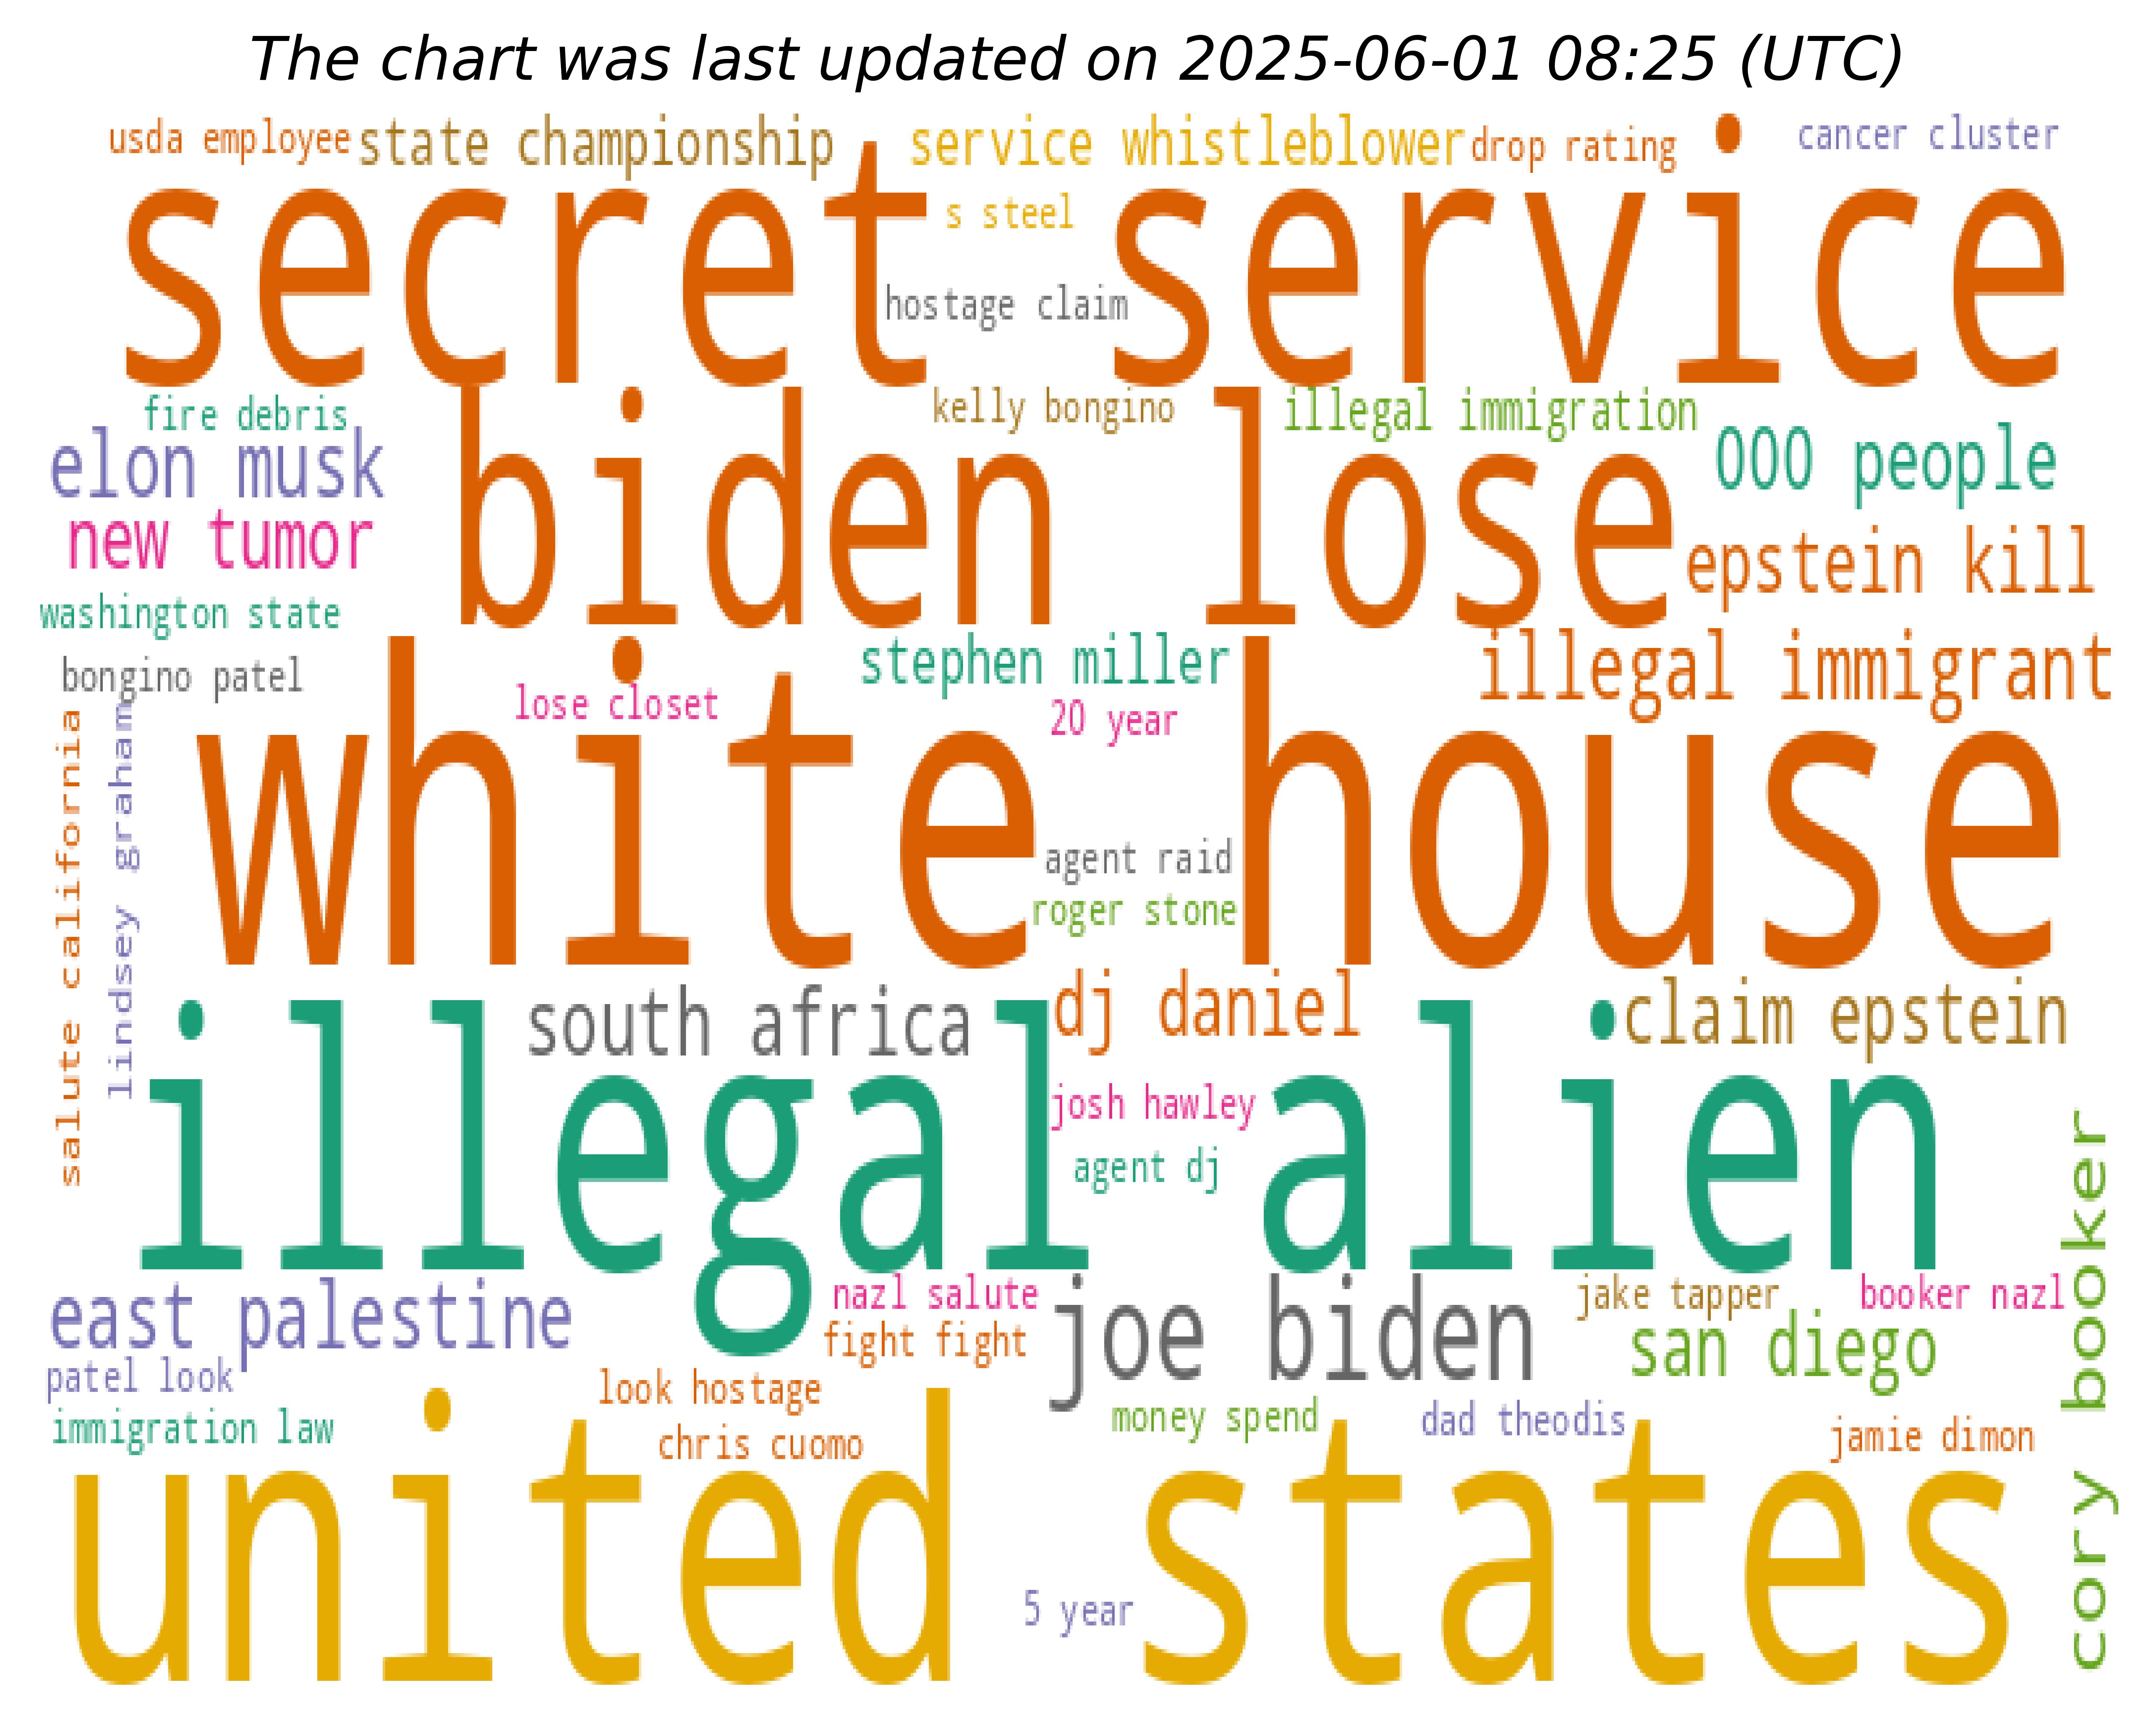 The chart was last updated on 2025-06-01 08:25 (UTC)
usda employee
state championship
service whistleblower
drop rating
cancer cluster
secret service
s steel
hostage claim
fire debris
kelly bongino
illegal immigration
elon musk
biden lose
000 people
new tumor
epstein kill
washington state
stephen miller
illegal immigrant
bongino patel
lose closet
20 year
white house
salute california
lindsey graham
agent raid
roger stone
south africa
dj daniel
claim epstein
illegal alien
josh hawley
agent dj
cory booker
east palestine
nazl salute
joe biden
jake tapper
booker nazl
fight fight
san diego
patel look
look hostage
money spend
dad theodis
immigration law
chris cuomo
jamie dimon
united states
5 year